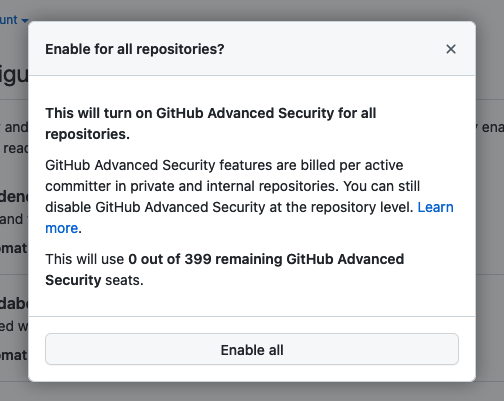 unt
Enable for all repositories?
igu
This will turn on GitHub Advanced Security for all
repositories.
and
ena
GitHub Advanced Security features are billed per active
committer in private and internal repositories. You can still
disable GitHub Advanced Security at the repository level. Learn
more.
read
den
and
omat
This will use 0 out of 399 remaining GitHub Advanced
Security seats.
dabo
ed w
Enable all
omat